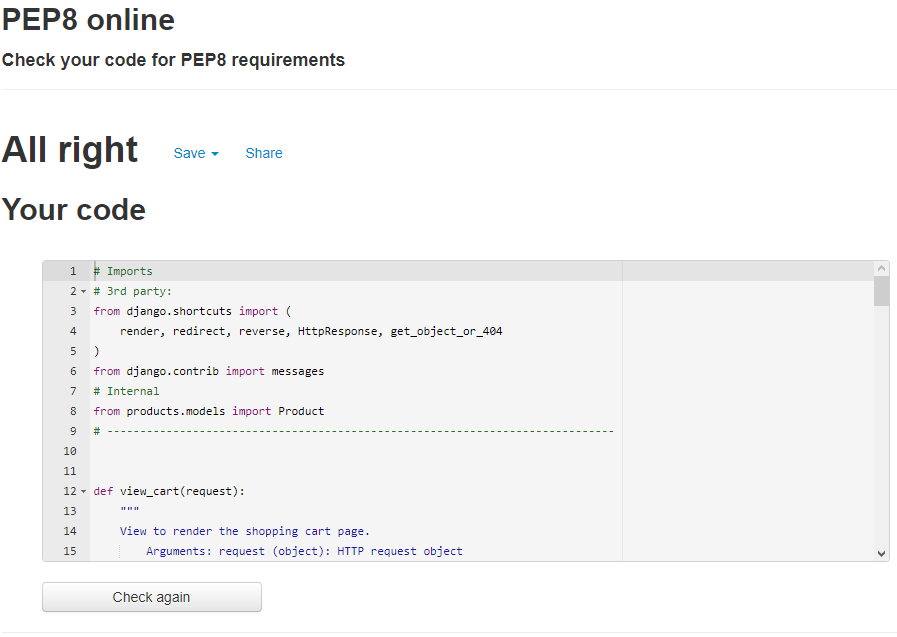 PEP8 online
Check your code for PEP8 requirements
All right Save Share
Your code
1 # Imports
2 # 3rd party:
3 from django.shortcuts import (
4 render, redirect, reverse, HttpResponse, get_object_or_404
5 )
6 from django.contrib import messages
7 # Internal
8 from products.models import Product
9 # -----------------------------------------------------------------------------
10
11
12 def view_cart(request):
13 """
14 View to render the shopping cart page.
15 Arguments: request (object): HTTP request object
Check again